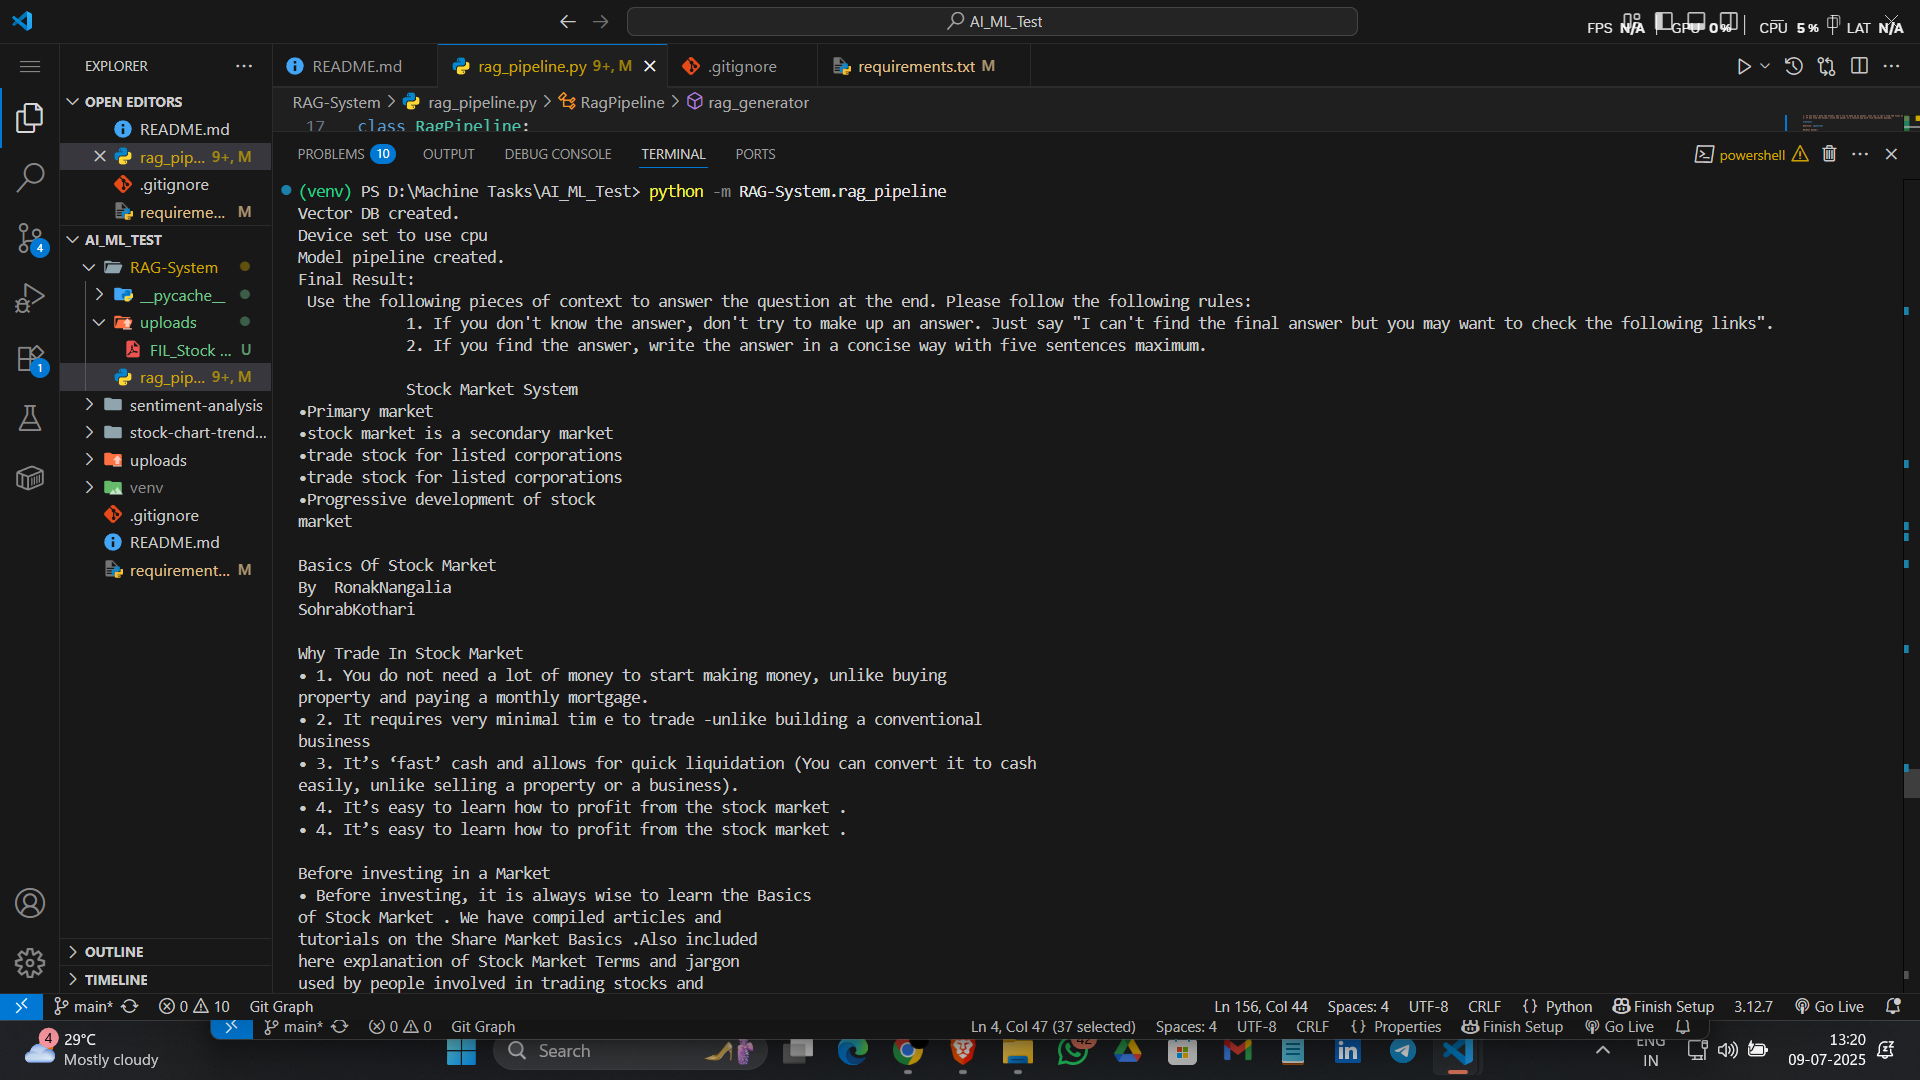 AI_ML_Test
FPS N/A GPU 0% CPU 5% LAT N/A
EXPLORER
OPEN EDITORS
README.md
rag_pip... 9+, M
.gitignore
requireme... M
AI_ML_TEST
RAG-System
__pycache__
uploads
FIL_Stock ... U
rag_pip... 9+, M
sentiment-analysis
stock-chart-trend...
uploads
venv
.gitignore
README.md
requirement... M
OUTLINE
TIMELINE
4
1
README.md
rag_pipeline.py 9+, M
.gitignore
requirements.txt M
RAG-System > rag_pipeline.py > RagPipeline > rag_generator
17 class RagPipeline:
PROBLEMS 10 OUTPUT DEBUG CONSOLE TERMINAL PORTS
powershell
(venv) PS D:\Machine Tasks\AI_ML_Test> python -m RAG-System.rag_pipeline
Vector DB created.
Device set to use cpu
Model pipeline created.
Final Result:
Use the following pieces of context to answer the question at the end. Please follow the following rules:
1. If you don't know the answer, don't try to make up an answer. Just say "I can't find the final answer but you may want to check the following links".
2. If you find the answer, write the answer in a concise way with five sentences maximum.
Stock Market System
•Primary market
•stock market is a secondary market
•trade stock for listed corporations
•trade stock for listed corporations
•Progressive development of stock
market
Basics Of Stock Market
By  RonakNangalia
SohrabKothari
Why Trade In Stock Market
• 1. You do not need a lot of money to start making money, unlike buying
property and paying a monthly mortgage.
• 2. It requires very minimal tim e to trade -unlike building a conventional
business
• 3. It’s ‘fast’ cash and allows for quick liquidation (You can convert it to cash
easily, unlike selling a property or a business).
• 4. It’s easy to learn how to profit from the stock market .
• 4. It’s easy to learn how to profit from the stock market .
Before investing in a Market
• Before investing, it is always wise to learn the Basics
of Stock Market . We have compiled articles and
tutorials on the Share Market Basics .Also included
here explanation of Stock Market Terms and jargon
used by people involved in trading stocks and
main* 0 10 Git Graph Ln 156, Col 44 Spaces: 4 UTF-8 CRLF {} Python Finish Setup 3.12.7 Go Live
main* 0 0 Git Graph Ln 4, Col 47 (37 selected) Spaces: 4 UTF-8 CRLF {} Properties Finish Setup Go Live
4 29°C
Mostly cloudy
Search
42
ENG
IN
13:20
09-07-2025